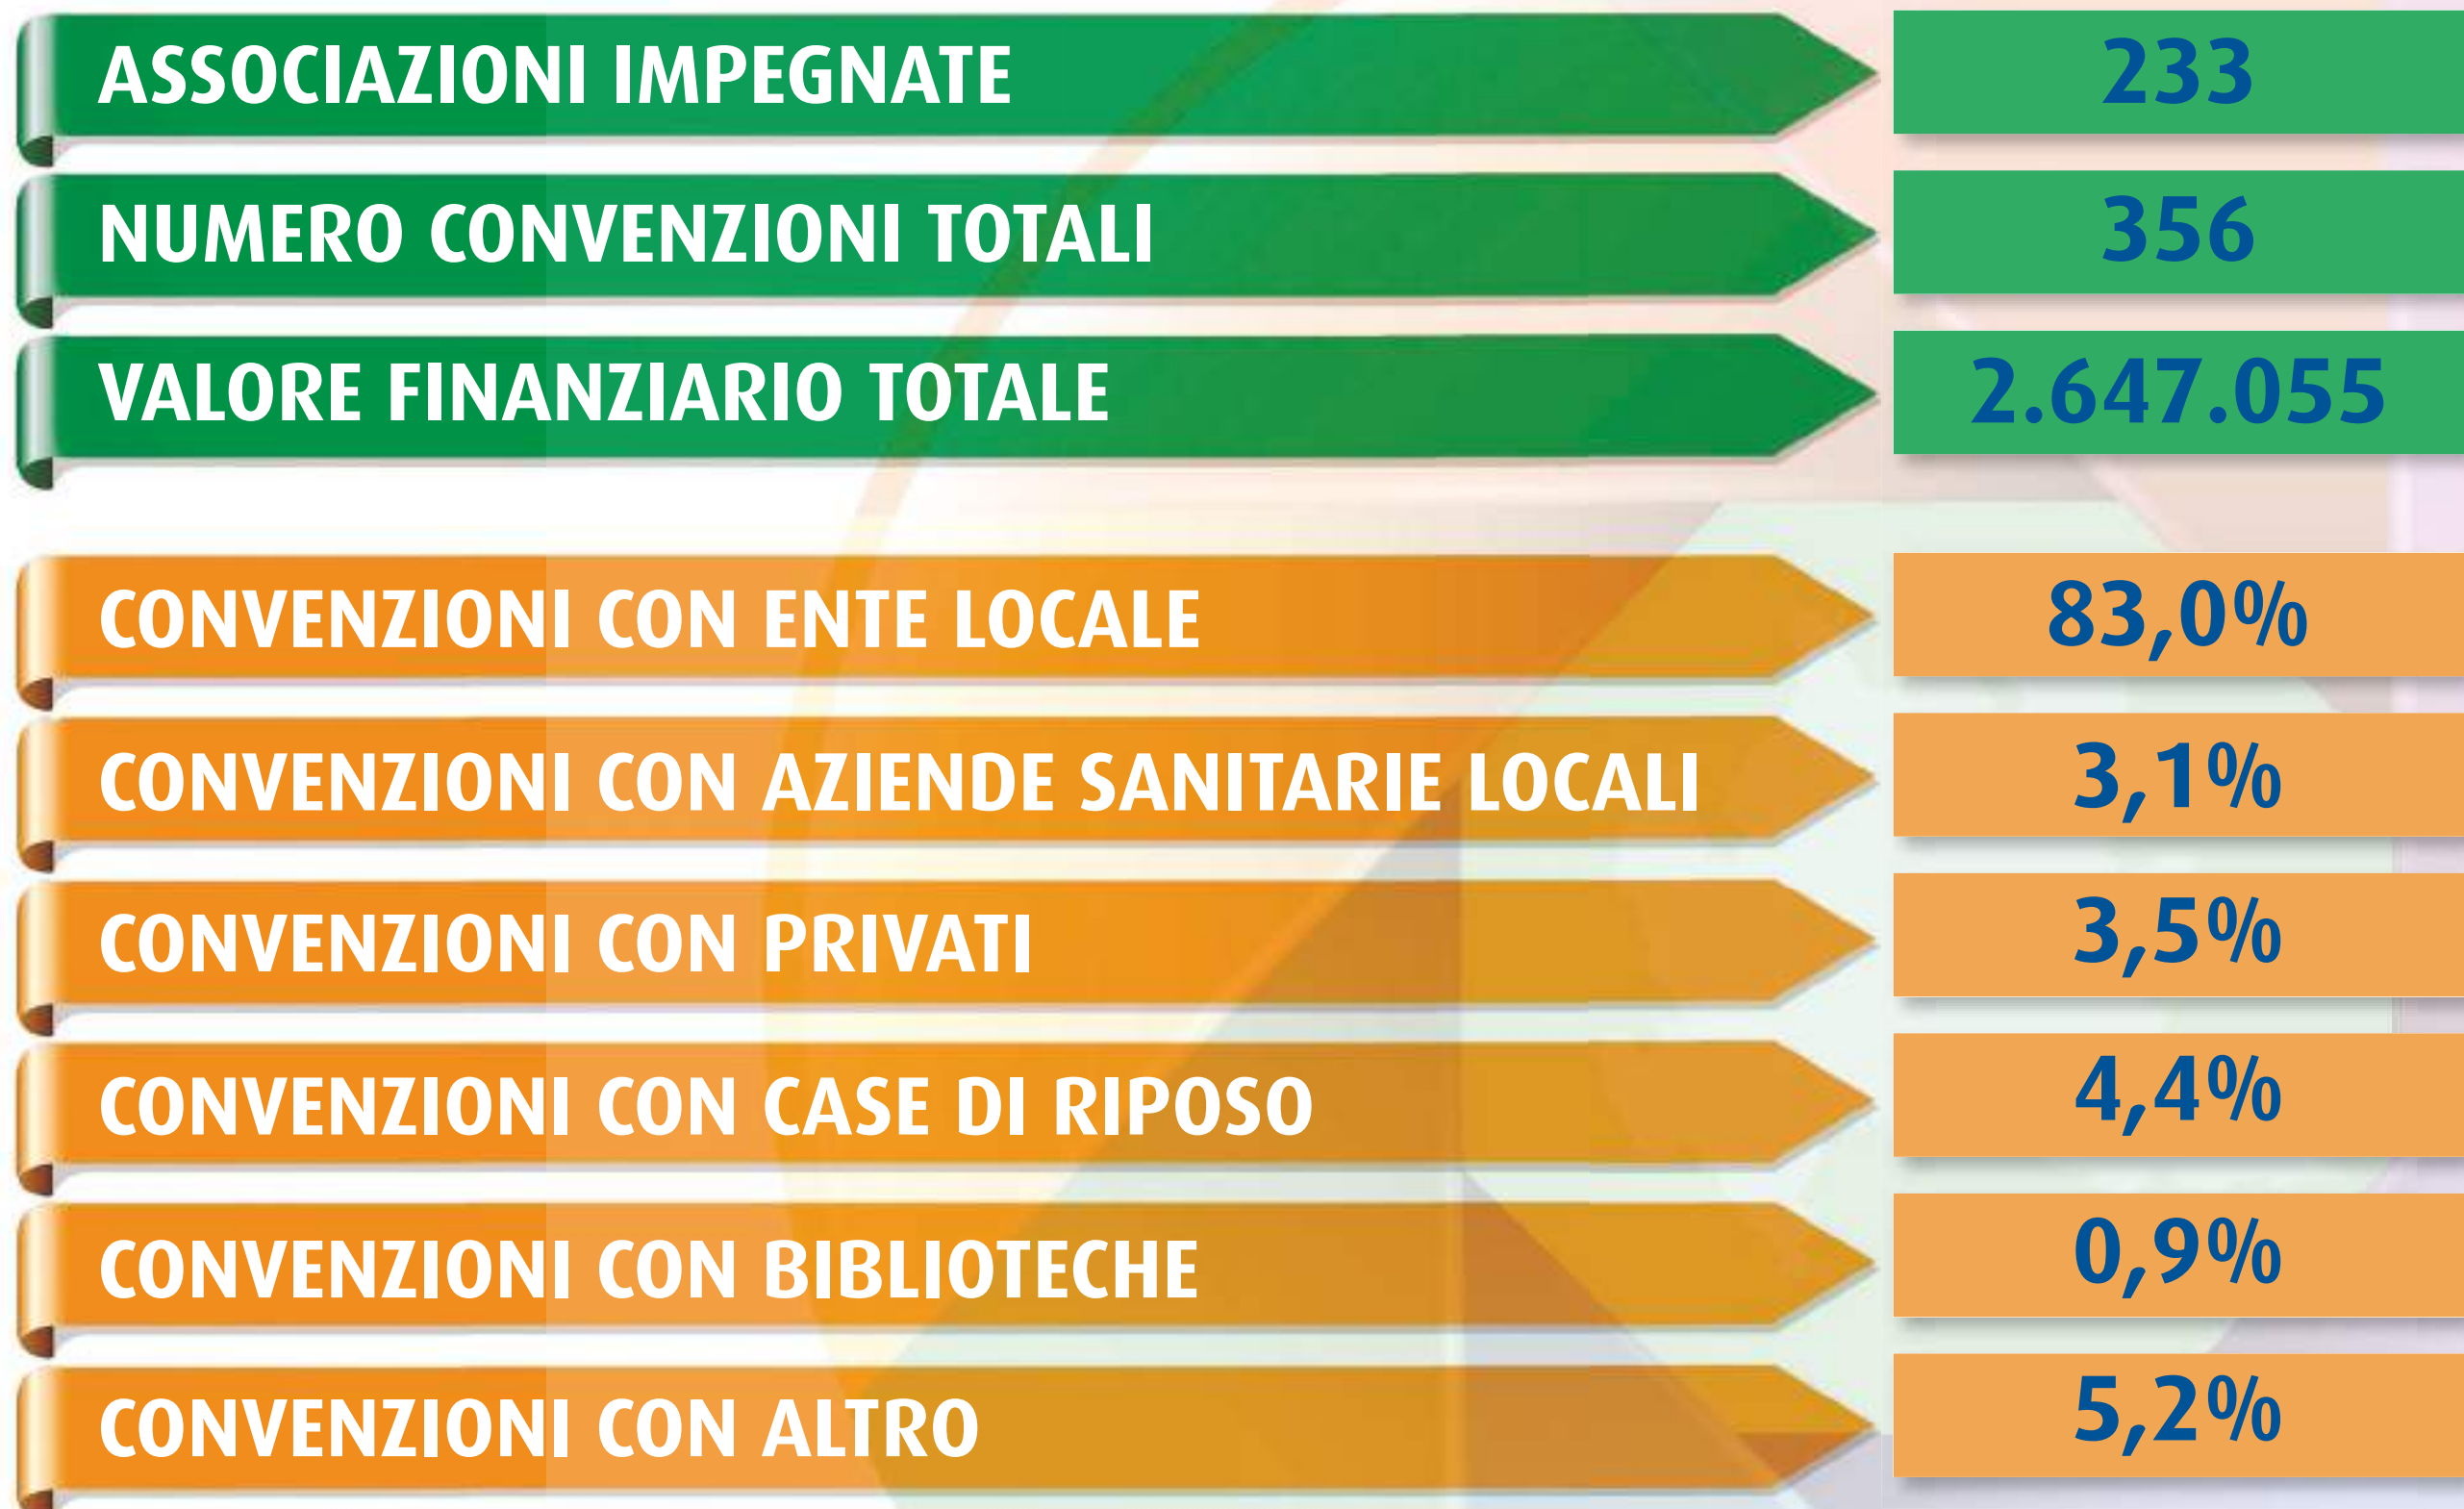 ASSOCIAZIONI IMPEGNATE 233
NUMERO CONVENZIONI TOTALI 356
VALORE FINANZIARIO TOTALE 2.647.055
CONVENZIONI CON ENTE LOCALE 83,0%
CONVENZIONI CON AZIENDE SANITARIE LOCALI 3,1%
CONVENZIONI CON PRIVATI 3,5%
CONVENZIONI CON CASE DI RIPOSO 4,4%
CONVENZIONI CON BIBLIOTECHE 0,9%
CONVENZIONI CON ALTRO 5,2%